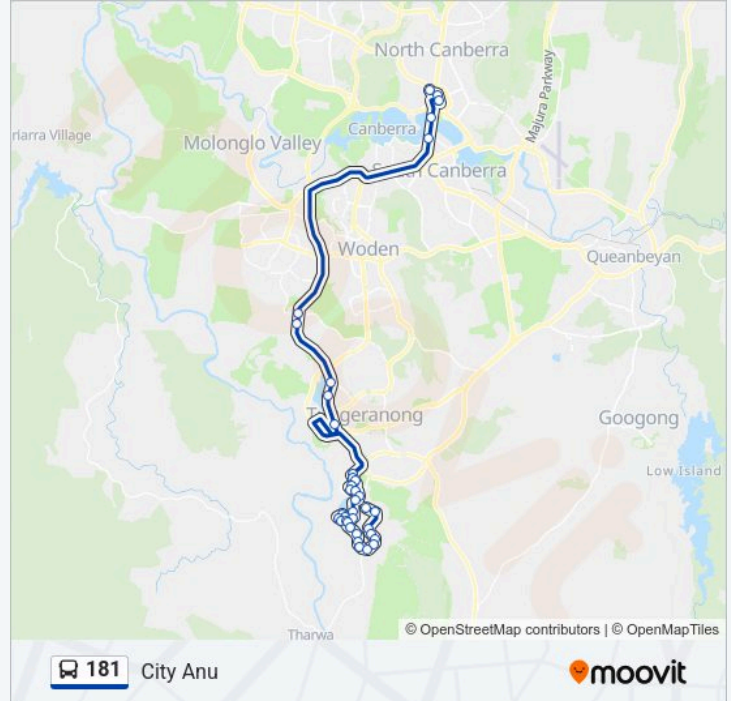 North Canberra
Majura Parkway
riarra Village
Canberra
Molonglo Valley
South Canberra
Woden
Queanbeyan
Tuggeranong
Googong
Low Island
Tharwa
© OpenStreetMap contributors | © OpenMapTiles
181 City Anu
moovit